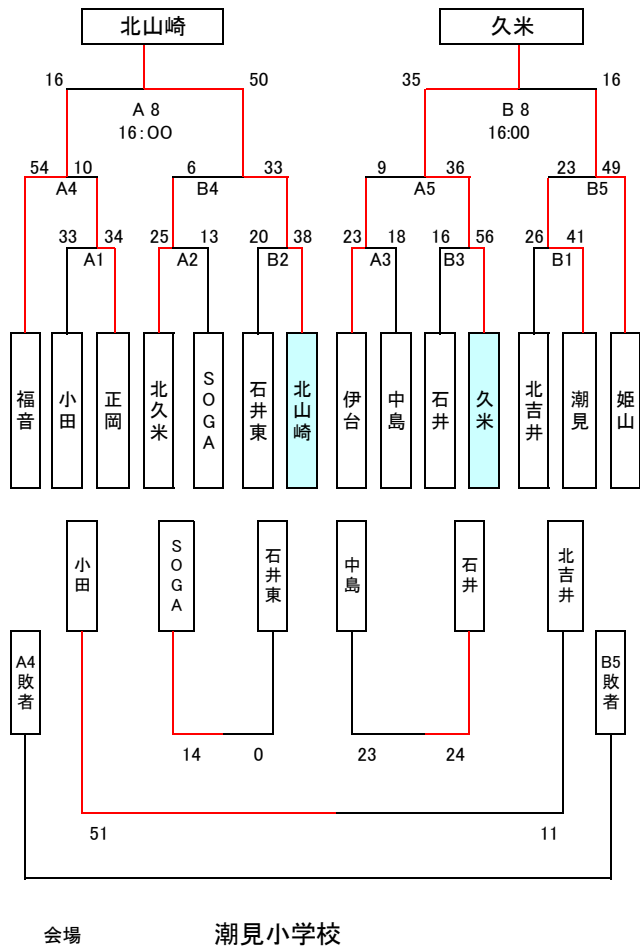 北山崎 久米
16 50 35 16
A 8 B 8
16:00 16:00
54 10 6 33 9 36 23 49
A4 B4 A5 B5
33 34 25 13 20 38 23 18 16 56 26 41
A1 A2 B2 A3 B3 B1
福音
小田
正岡
北久米
SOGA
石井東
北山崎
伊台
中島
石井
久米
北吉井
潮見
姫山
小田
SOGA
石井東
中島
石井
北吉井
A4敗者
B5敗者
14 0 23 24
51 11
会場 潮見小学校